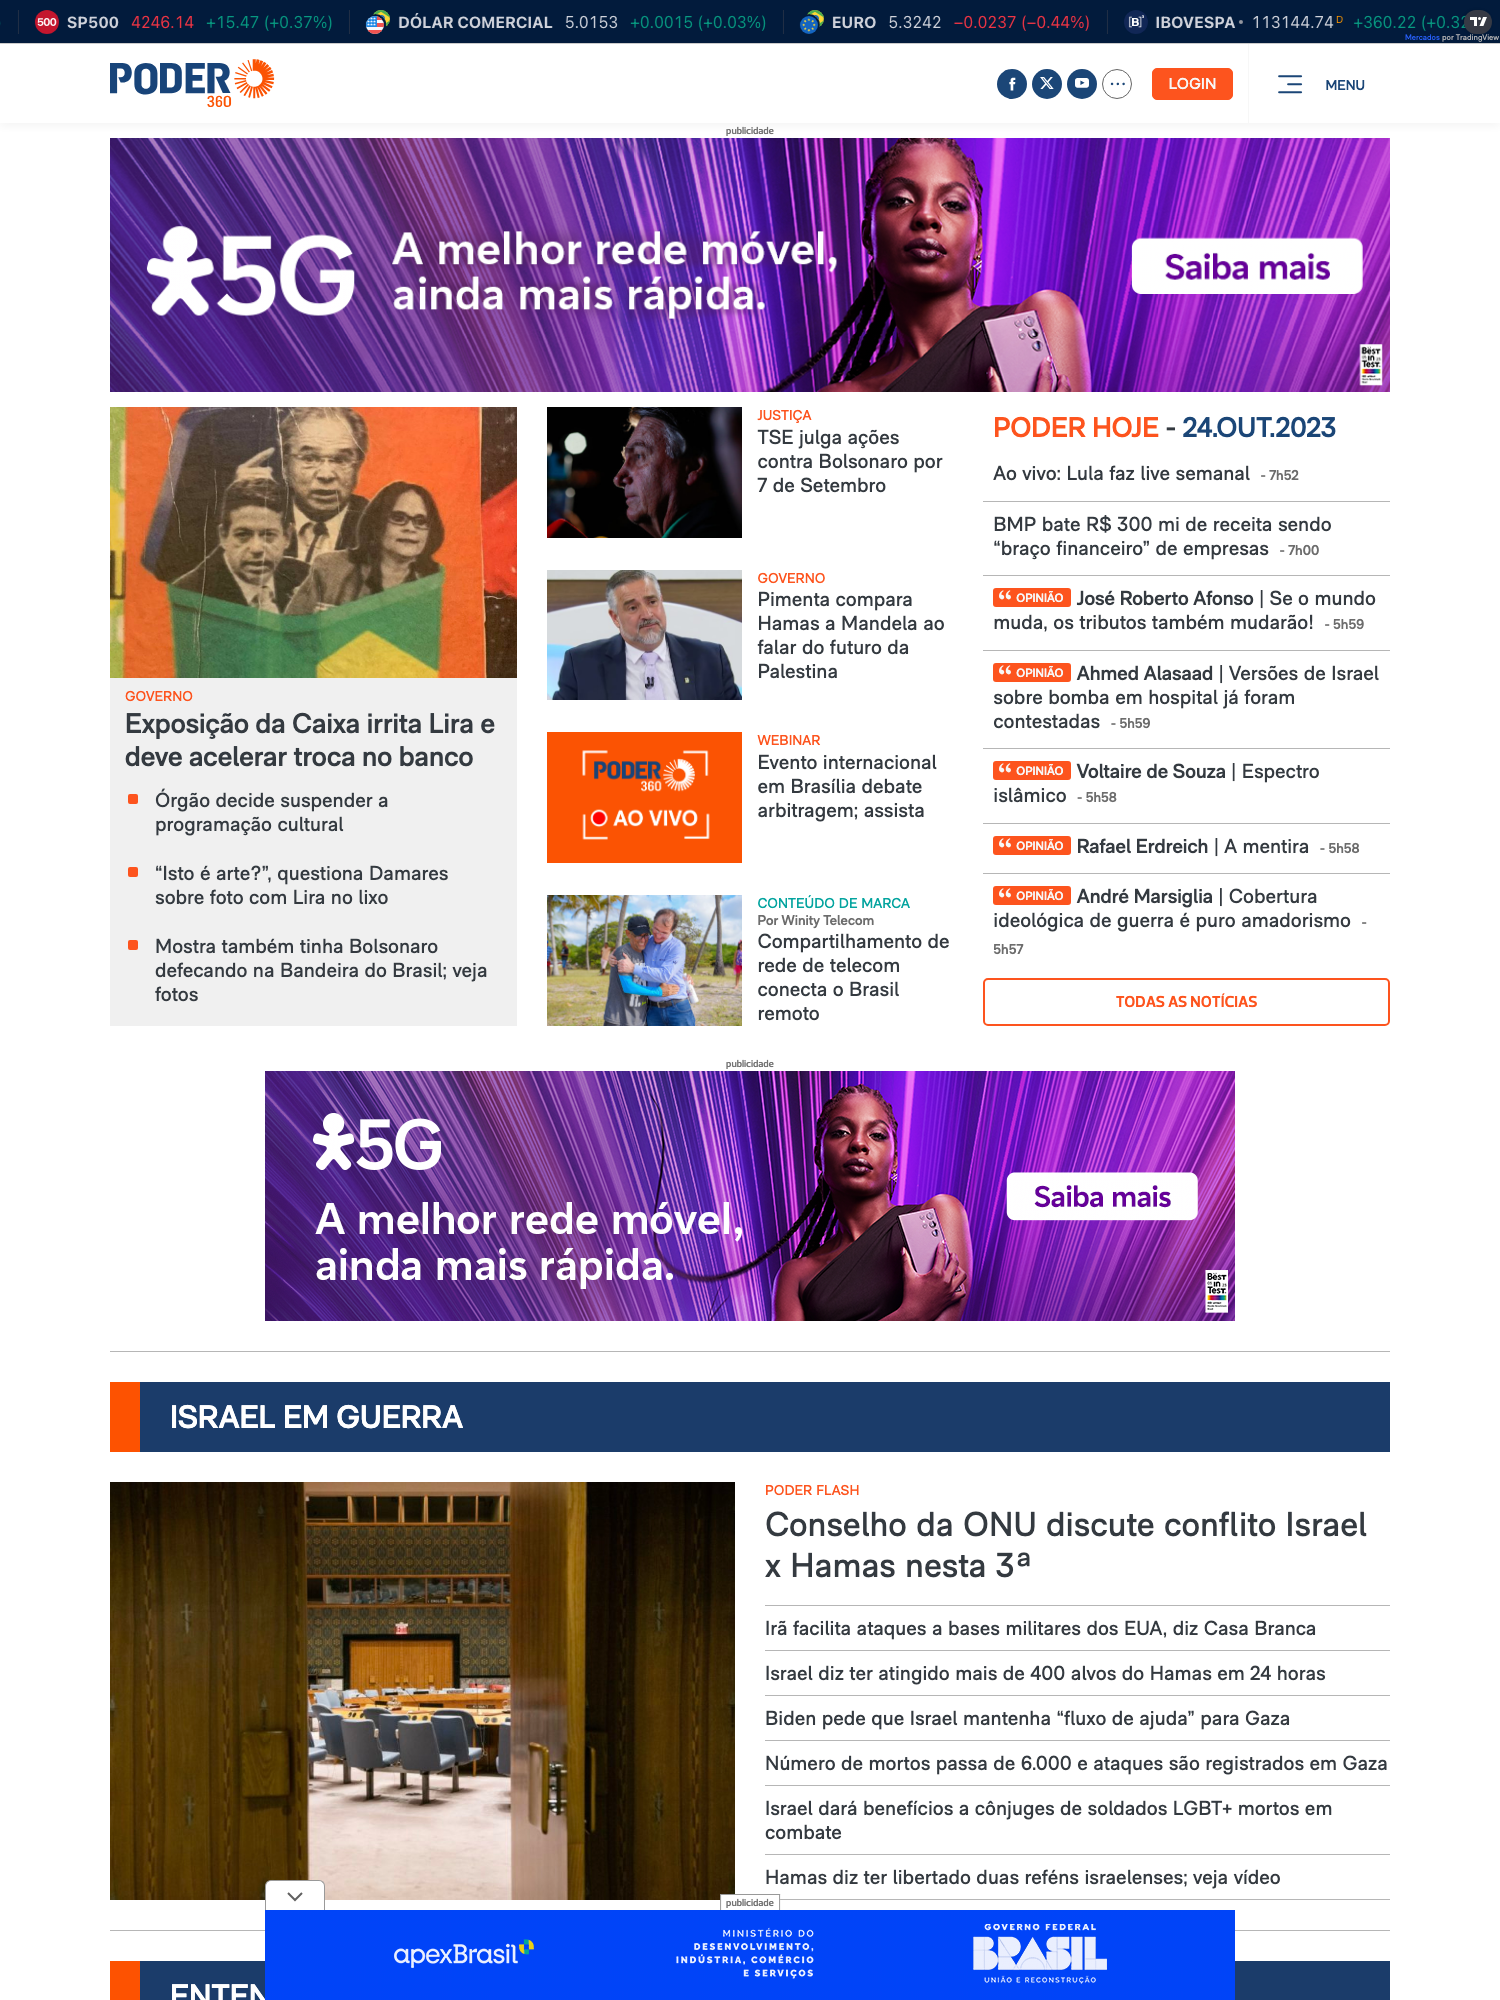 500 SP500 4246.14 +15.47 (+0.37%) DÓLAR COMERCIAL 5.0153 +0.0015 (+0.03%) EURO 5.3242 −0.0237 (−0.44%) IBOVESPA 113144.74 D +360.22
Mercados por TradingView
PODER
360
LOGIN
MENU
publicidade
5G
A melhor rede móvel,
ainda mais rápida.
Saiba mais
BEST
IN
TEST.
GOVERNO
Exposição da Caixa irrita Lira e
deve acelerar troca no banco
Órgão decide suspender a
programação cultural
“Isto é arte?”, questiona Damares
sobre foto com Lira no lixo
Mostra também tinha Bolsonaro
defecando na Bandeira do Brasil; veja
fotos
JUSTIÇA
TSE julga ações
contra Bolsonaro por
7 de Setembro
GOVERNO
Pimenta compara
Hamas a Mandela ao
falar do futuro da
Palestina
PODER
360
AO VIVO
WEBINAR
Evento internacional
em Brasília debate
arbitragem; assista
CONTEÚDO DE MARCA
Por Winity Telecom
Compartilhamento de
rede de telecom
conecta o Brasil
remoto
PODER HOJE - 24.OUT.2023
Ao vivo: Lula faz live semanal - 7h52
BMP bate R$ 300 mi de receita sendo
“braço financeiro” de empresas - 7h00
“ OPINIÃO José Roberto Afonso | Se o mundo
muda, os tributos também mudarão! - 5h59
“ OPINIÃO Ahmed Alasaad | Versões de Israel
sobre bomba em hospital já foram
contestadas - 5h59
“ OPINIÃO Voltaire de Souza | Espectro
islâmico - 5h58
“ OPINIÃO Rafael Erdreich | A mentira - 5h58
“ OPINIÃO André Marsiglia | Cobertura
ideológica de guerra é puro amadorismo -
5h57
TODAS AS NOTÍCIAS
publicidade
5G
A melhor rede móvel,
ainda mais rápida.
Saiba mais
BEST
IN
TEST.
ISRAEL EM GUERRA
PODER FLASH
Conselho da ONU discute conflito Israel
x Hamas nesta 3ª
Irã facilita ataques a bases militares dos EUA, diz Casa Branca
Israel diz ter atingido mais de 400 alvos do Hamas em 24 horas
Biden pede que Israel mantenha “fluxo de ajuda” para Gaza
Número de mortos passa de 6.000 e ataques são registrados em Gaza
Israel dará benefícios a cônjuges de soldados LGBT+ mortos em
combate
Hamas diz ter libertado duas reféns israelenses; veja vídeo
publicidade
apexBrasil
MINISTÉRIO DO
DESENVOLVIMENTO,
INDÚSTRIA, COMÉRCIO
E SERVIÇOS
GOVERNO FEDERAL
BRASIL
UNIÃO E RECONSTRUÇÃO